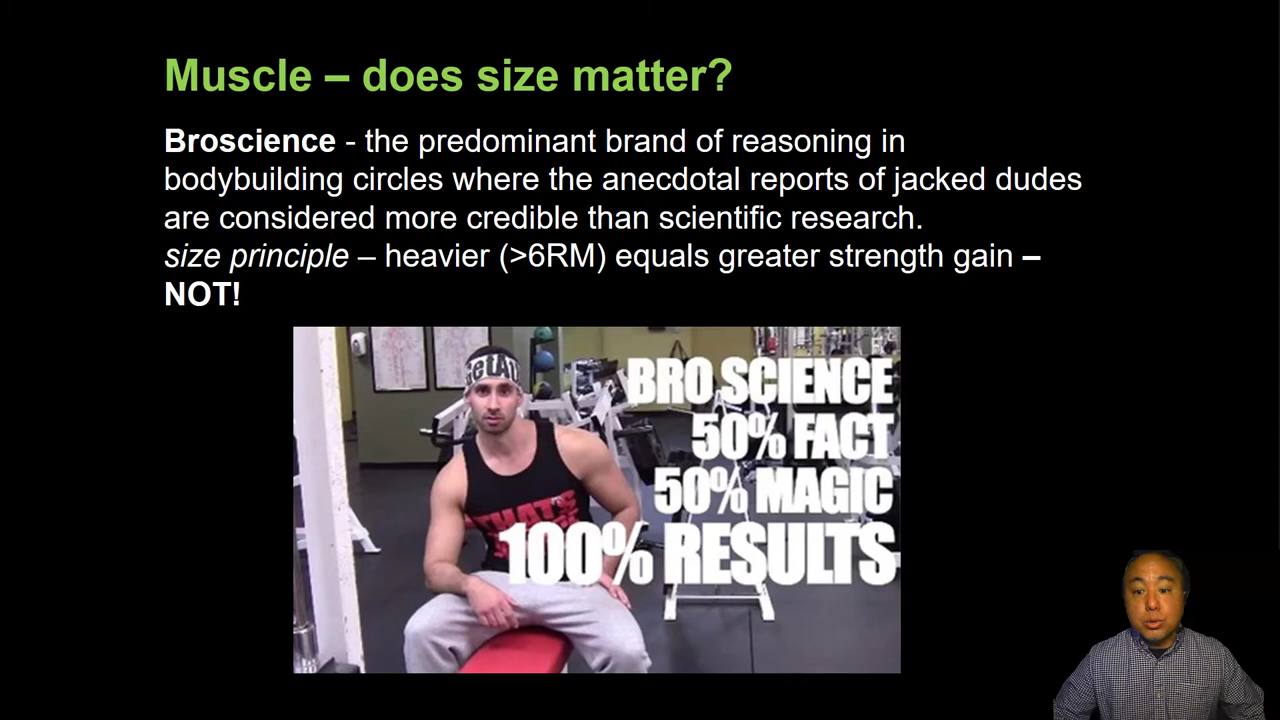 Muscle – does size matter?
Broscience - the predominant brand of reasoning in
bodybuilding circles where the anecdotal reports of jacked dudes
are considered more credible than scientific research.
size principle – heavier (>6RM) equals greater strength gain –
NOT!
BRO SCIENCE
50% FACT
50% MAGIC
100% RESULTS